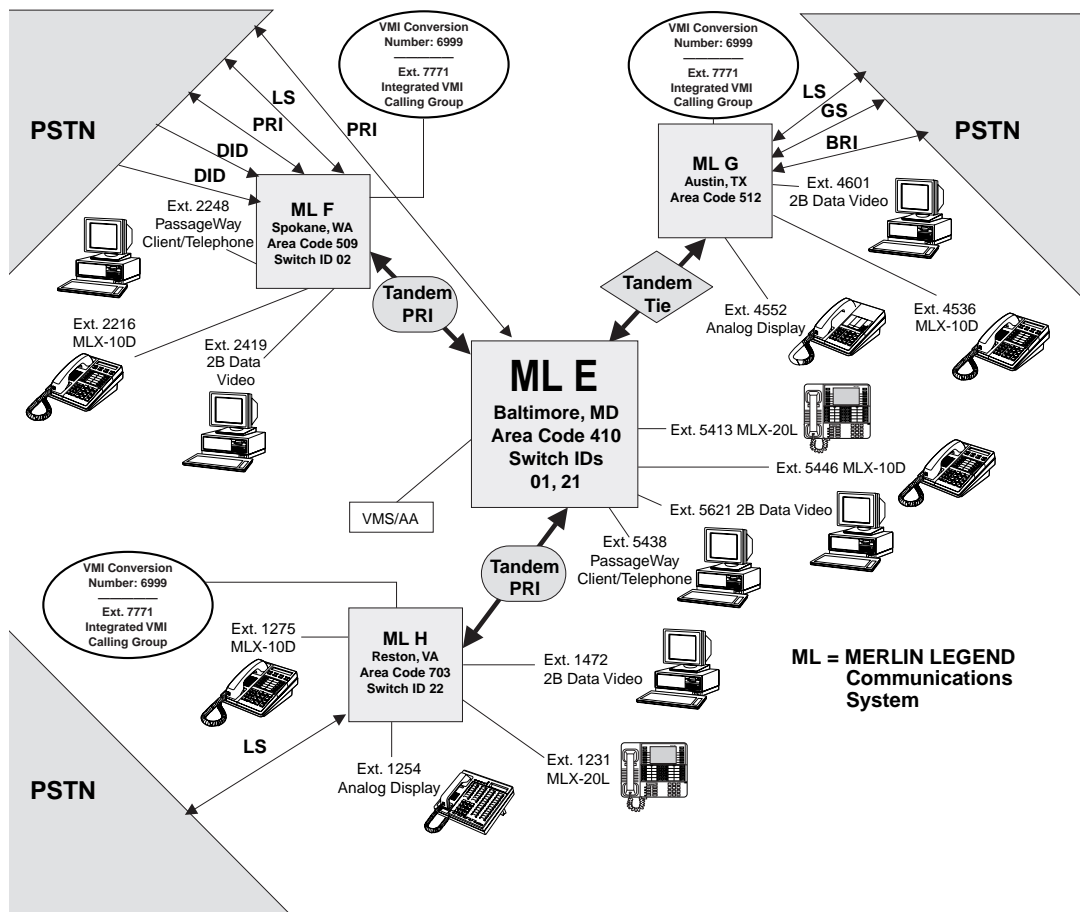 VMI Conversion
Number: 6999
Ext. 7771
Integrated VMI
Calling Group
VMI Conversion
Number: 6999
Ext. 7771
Integrated VMI
Calling Group
PSTN
LS
PRI
PRI
DID
DID
LS
GS
BRI
PSTN
Ext. 2248
PassageWay
Client/Telephone
ML F
Spokane, WA
Area Code 509
Switch ID 02
ML G
Austin, TX
Area Code 512
Ext. 4601
2B Data Video
Tandem
PRI
Tandem
Tie
Ext. 2216
MLX-10D
Ext. 2419
2B Data
Video
Ext. 4552
Analog Display
Ext. 4536
MLX-10D
ML E
Baltimore, MD
Area Code 410
Switch IDs
01, 21
Ext. 5413 MLX-20L
Ext. 5446 MLX-10D
Ext. 5621 2B Data Video
Ext. 5438
PassageWay
Client/Telephone
VMS/AA
Tandem
PRI
VMI Conversion
Number: 6999
Ext. 7771
Integrated VMI
Calling Group
Ext. 1275
MLX-10D
ML H
Reston, VA
Area Code 703
Switch ID 22
Ext. 1472
2B Data Video
ML = MERLIN LEGEND
Communications
System
LS
Ext. 1254
Analog Display
Ext. 1231
MLX-20L
PSTN